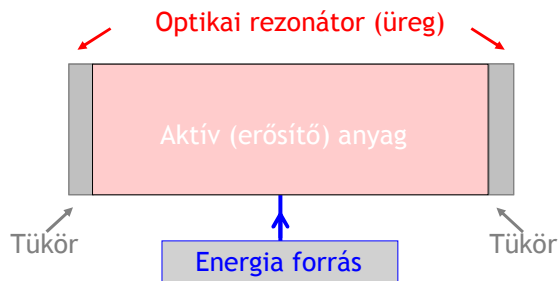 Optikai rezonátor (üreg)
Aktív (erősítő) anyag
Tükör
Tükör
Energia forrás